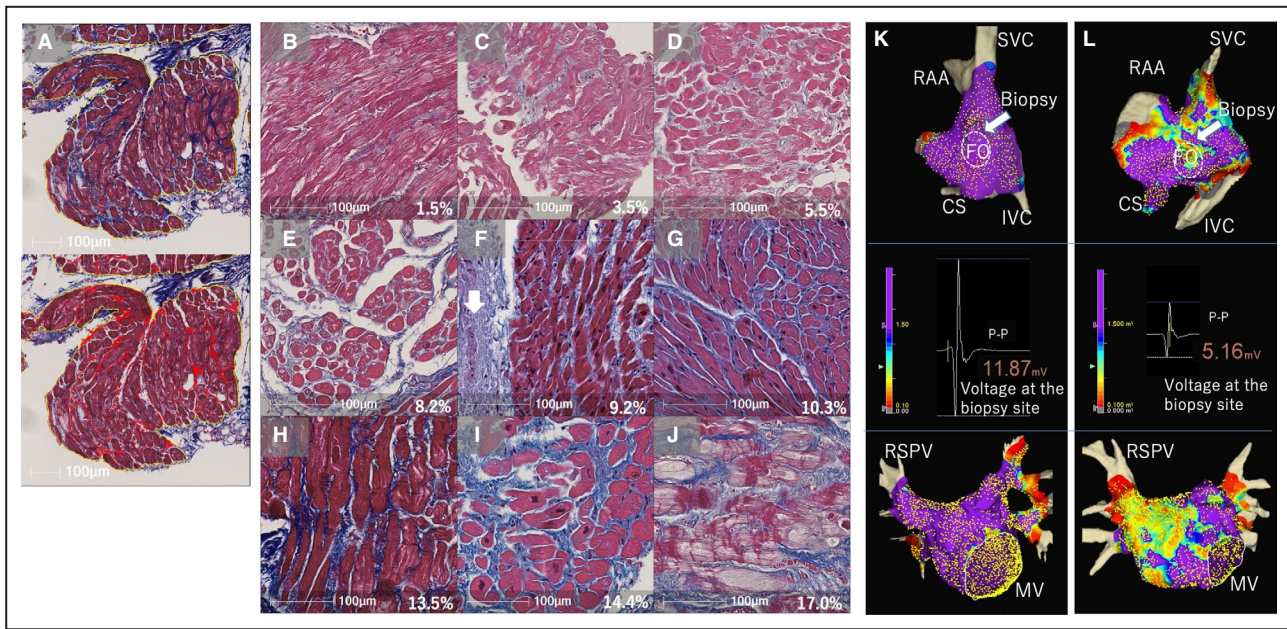 A
100μm
100μm
B
100μm
1.5%
C
100μm
3.5%
D
100μm
5.5%
E
100μm
8.2%
F
100μm
9.2%
G
100μm
10.3%
H
100μm
13.5%
I
100μm
14.4%
J
100μm
17.0%
K
SVC
RAA
Biopsy
FO
CS
IVC
1.50
0.10
0.00
P-P
11.87mV
Voltage at the
biopsy site
RSPV
MV
L
SVC
RAA
Biopsy
FO
CS
IVC
P-P
5.16mV
Voltage at the
biopsy site
RSPV
MV